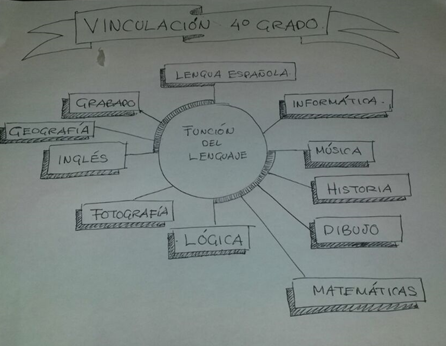 VINCULACIÓN 4º GRADO
LENGUA ESPAÑOLA
GRABADO
INFORMÁTICA.
GEOGRAFÍA
FUNCIÓN
DEL
LENGUAJE
INGLÉS
MÚSICA
HISTORIA
FOTOGRAFÍA
DIBUJO
LÓGICA
MATEMÁTICAS